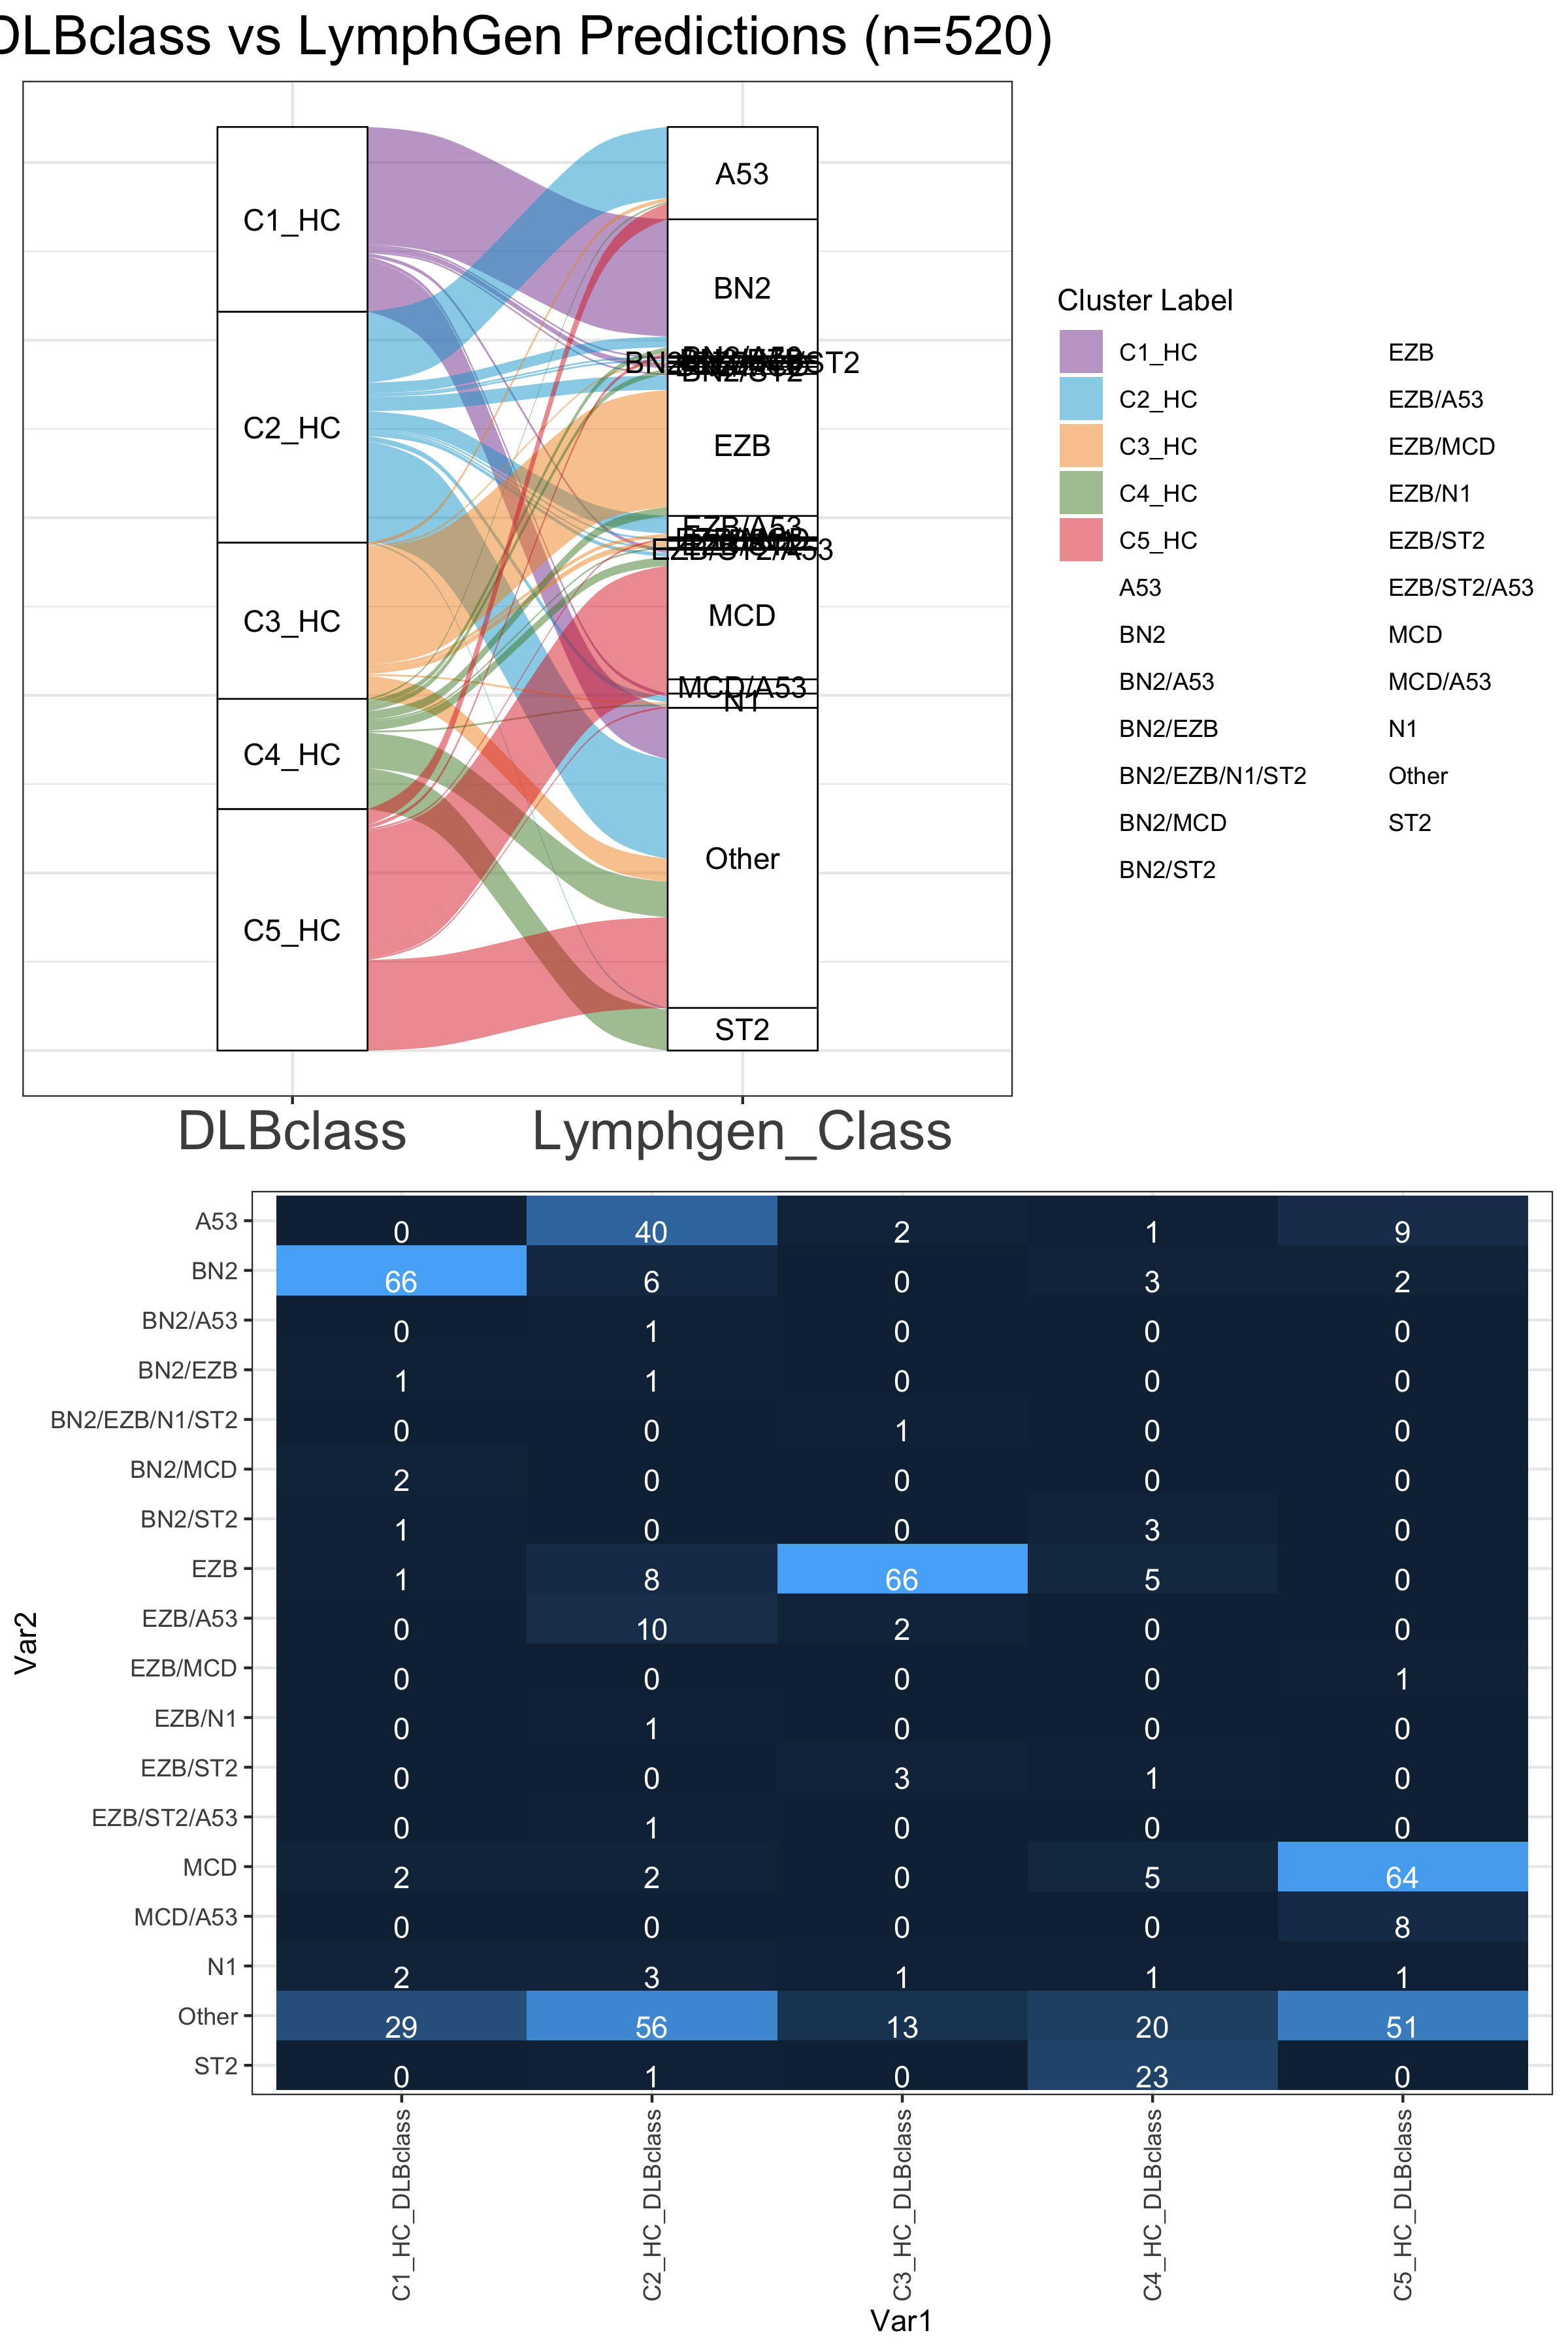 DLBclass vs LymphGen Predictions (n=520)
C1_HC
C2_HC
C3_HC
C4_HC
C5_HC
A53
BN2
BN2/ST2
EZB
EZB/A53
EZB/ST2/A53
MCD
MCD/A53
N1
Other
ST2
DLBclass
Lymphgen_Class
Cluster Label
C1_HC
C2_HC
C3_HC
C4_HC
C5_HC
A53
BN2
BN2/A53
BN2/EZB
BN2/EZB/N1/ST2
BN2/MCD
BN2/ST2
EZB
EZB/A53
EZB/MCD
EZB/N1
EZB/ST2
EZB/ST2/A53
MCD
MCD/A53
N1
Other
ST2
Var2
A53 0 40 2 1 9
BN2 66 6 0 3 2
BN2/A53 0 1 0 0 0
BN2/EZB 1 1 0 0 0
BN2/EZB/N1/ST2 0 0 1 0 0
BN2/MCD 2 0 0 0 0
BN2/ST2 1 0 0 3 0
EZB 1 8 66 5 0
EZB/A53 0 10 2 0 0
EZB/MCD 0 0 0 0 1
EZB/N1 0 1 0 0 0
EZB/ST2 0 0 3 1 0
EZB/ST2/A53 0 1 0 0 0
MCD 2 2 0 5 64
MCD/A53 0 0 0 0 8
N1 2 3 1 1 1
Other 29 56 13 20 51
ST2 0 1 0 23 0
C1_HC_DLBclass
C2_HC_DLBclass
C3_HC_DLBclass
C4_HC_DLBclass
C5_HC_DLBclass
Var1